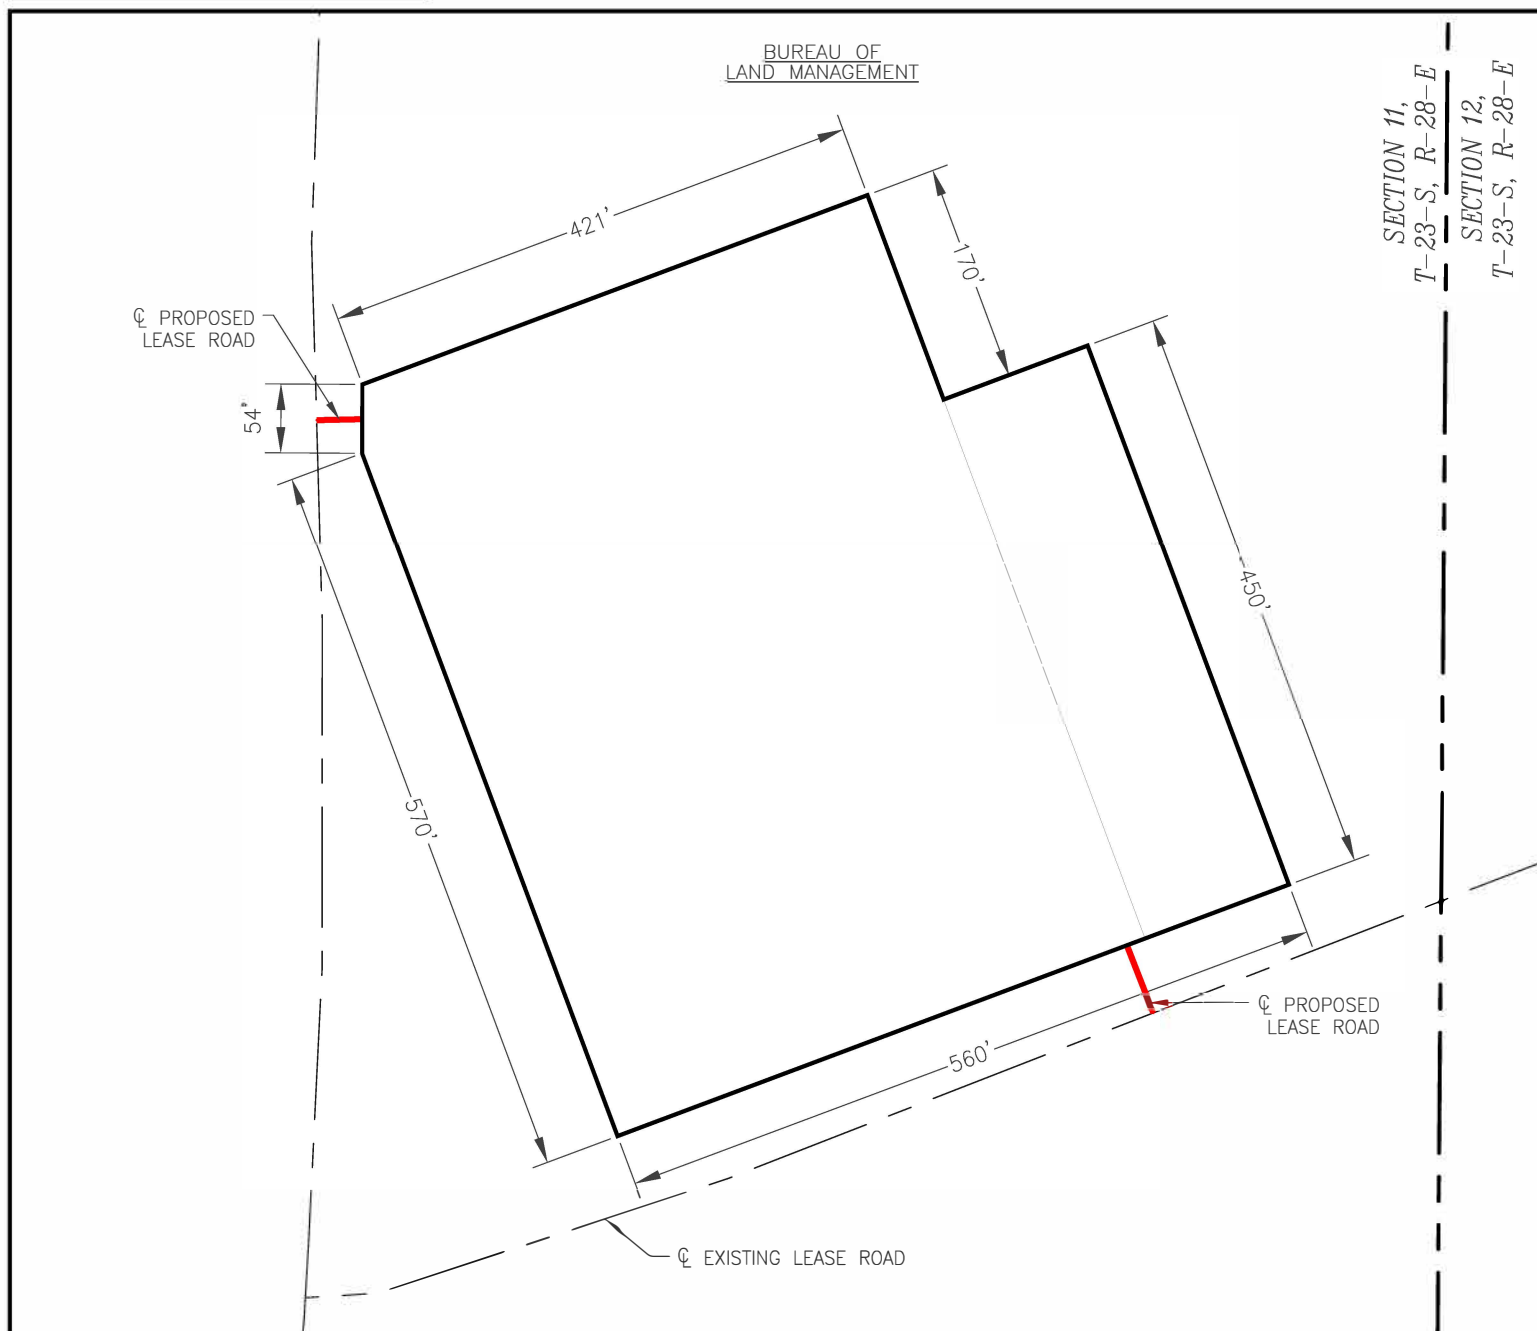 BUREAU OF
LAND MANAGEMENT
SECTION 11,
T-23-S, R-28-E
SECTION 12,
T-23-S, R-28-E
421'
170'
℄ PROPOSED
LEASE ROAD
54'
450'
570'
℄ PROPOSED
LEASE ROAD
560'
℄ EXISTING LEASE ROAD